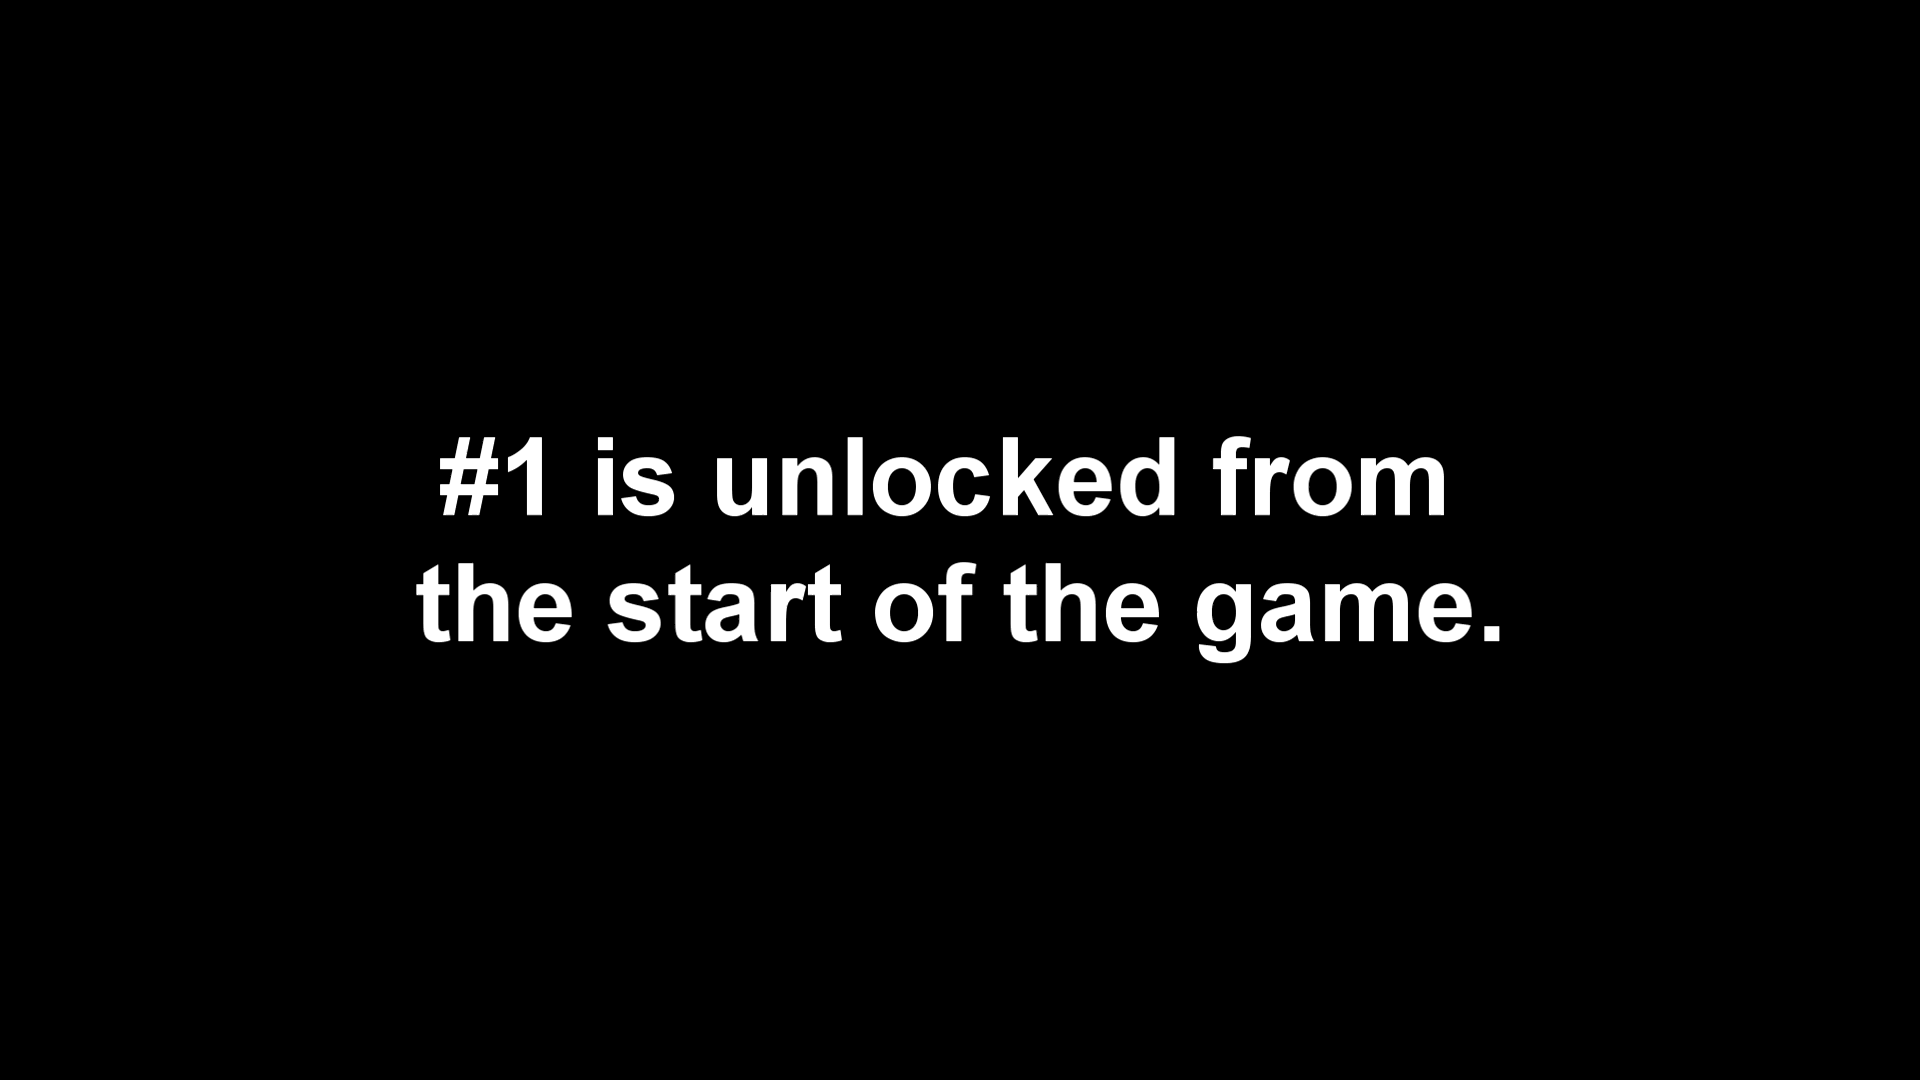 #1 is unlocked from
the start of the game.